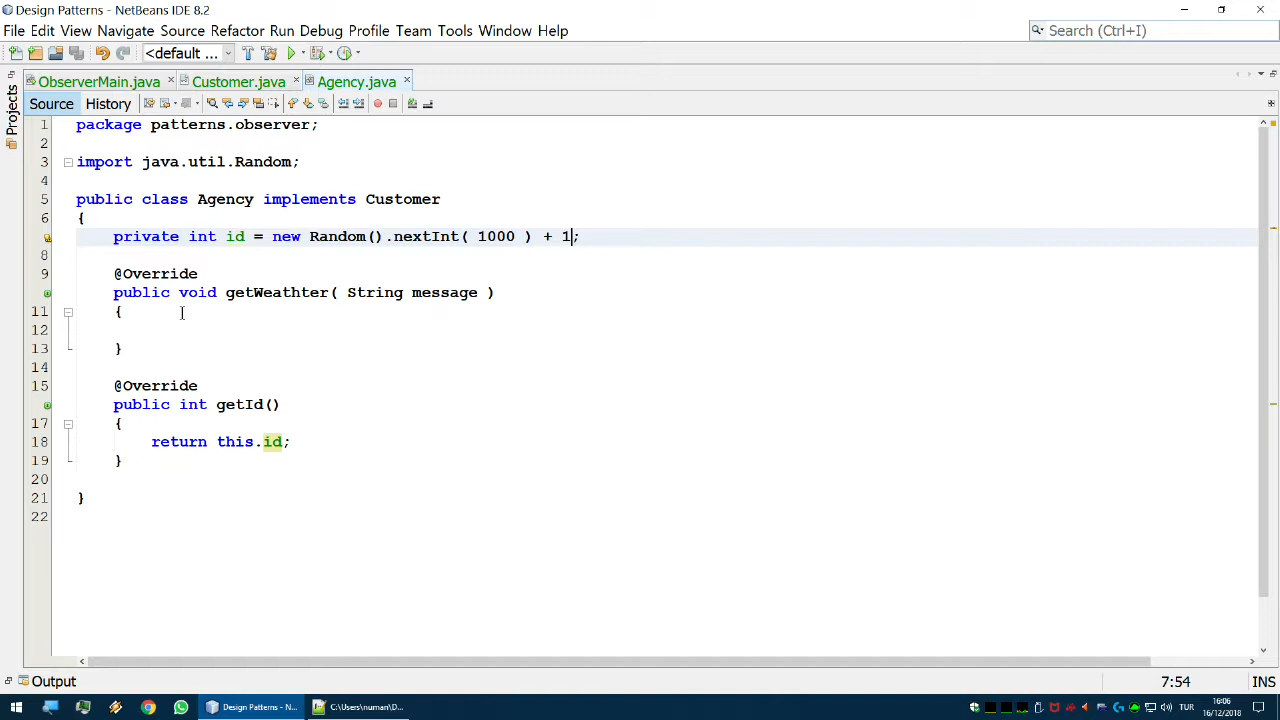 Design Patterns - NetBeans IDE 8.2
File Edit View Navigate Source Refactor Run Debug Profile Team Tools Window Help
Search (Ctrl+I)
<default ...
ObserverMain.java Customer.java Agency.java
Projects
Source History
1 package patterns.observer;
2
3 import java.util.Random;
4
5 public class Agency implements Customer
6 {
private int id = new Random().nextInt( 1000 ) + 1;
8
9 @Override
public void getWeathter( String message )
11 {
12
13 }
14
15 @Override
public int getId()
17 {
18 return this.id;
19 }
20
21 }
22
Output
7:54 INS
Design Patterns - N...
C:\Users\numan\D...
TUR
16:06
16/12/2018